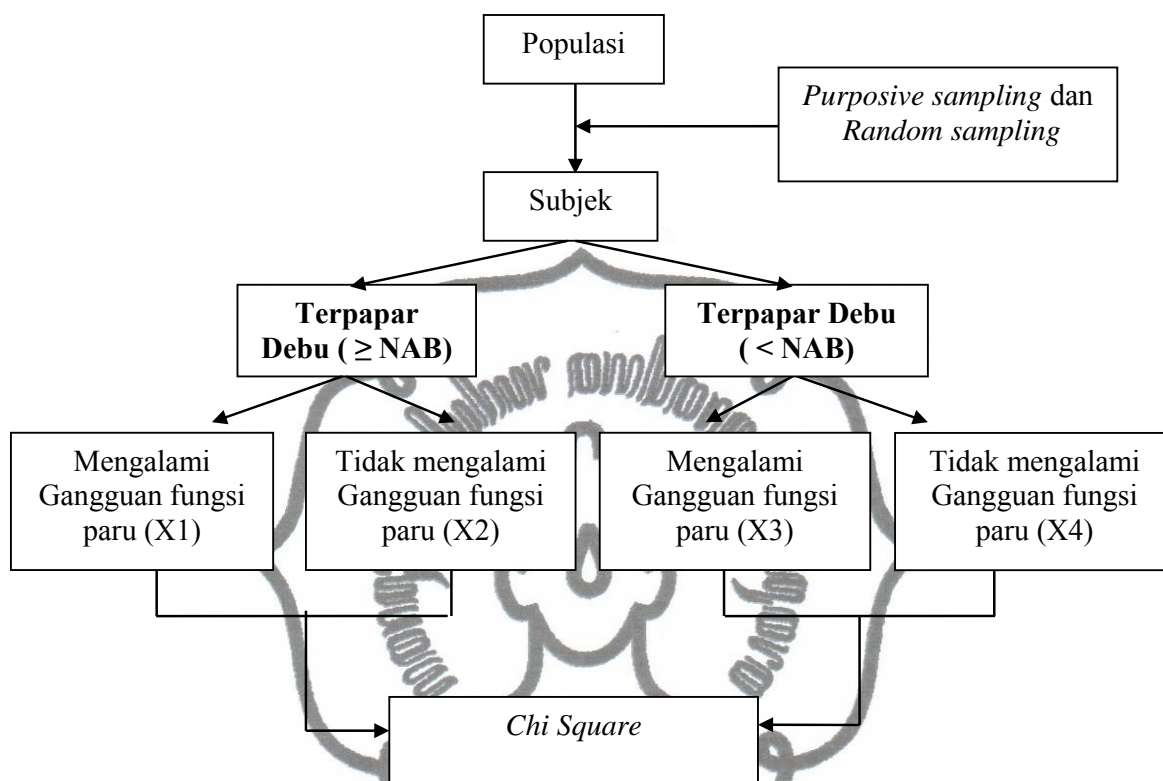 Populasi
Purposive sampling dan
Random sampling
Subjek
Terpapar
Debu ( ≥ NAB)
Terpapar Debu
( < NAB)
Mengalami
Gangguan fungsi
paru (X1)
Tidak mengalami
Gangguan fungsi
paru (X2)
Mengalami
Gangguan fungsi
paru (X3)
Tidak mengalami
Gangguan fungsi
paru (X4)
Chi Square